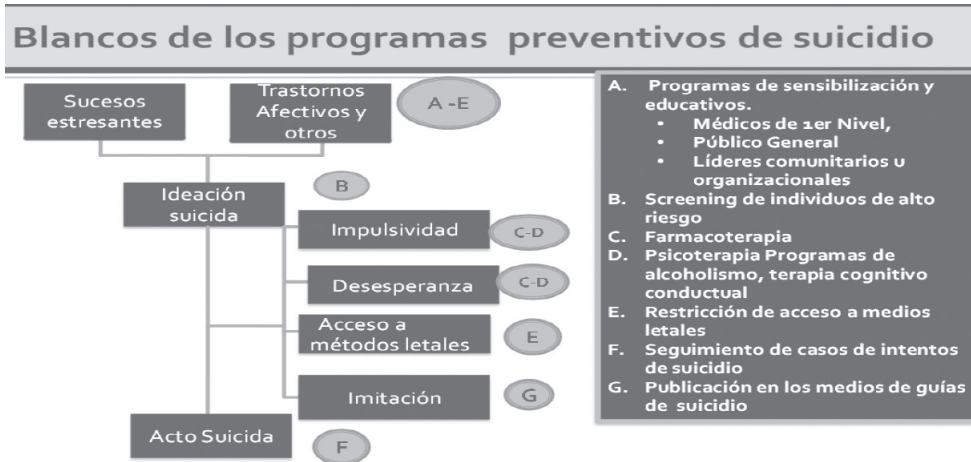 Blancos de los programas preventivos de suicidio
Sucesos
estresantes
Trastornos
Afectivos y
otros
A -E
Ideación
suicida
B
Impulsividad
C-D
Desesperanza
C-D
Acceso a
métodos letales
E
Imitación
G
Acto Suicida
F
A. Programas de sensibilización y
educativos.
• Médicos de 1er Nivel,
• Público General
• Líderes comunitarios u
organizacionales
B. Screening de individuos de alto
riesgo
C. Farmacoterapia
D. Psicoterapia Programas de
alcoholismo, terapia cognitivo
conductual
E. Restricción de acceso a medios
letales
F. Seguimiento de casos de intentos
de suicidio
G. Publicación en los medios de guías
de suicidio